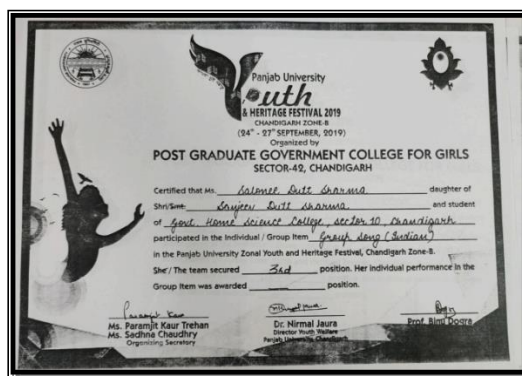 Panjab University
Youth
& HERITAGE FESTIVAL 2019
CHANDIGARH ZONE-B
(24th - 27th SEPTEMBER, 2019)
Organized by
POST GRADUATE GOVERNMENT COLLEGE FOR GIRLS
SECTOR-42, CHANDIGARH
Certified that Ms. Salonee Dutt Sharma daughter of
Shri/Smt. Sanjeev Dutt Sharma and student
of Govt. Home Science College, sector 10, Chandigarh
participated in the Individual / Group Item Group Song (Indian)
in the Panjab University Zonal Youth and Heritage Festival, Chandigarh Zone-B.
She / The team secured 3rd position. Her individual performance in the
Group Item was awarded position.
Ms. Paramjit Kaur Trehan
Ms. Sadhna Chaudhry
Organizing Secretary
Dr. Nirmal Jaura
Director Youth Welfare
Panjab University, Chandigarh
Prof. Binu Dogra